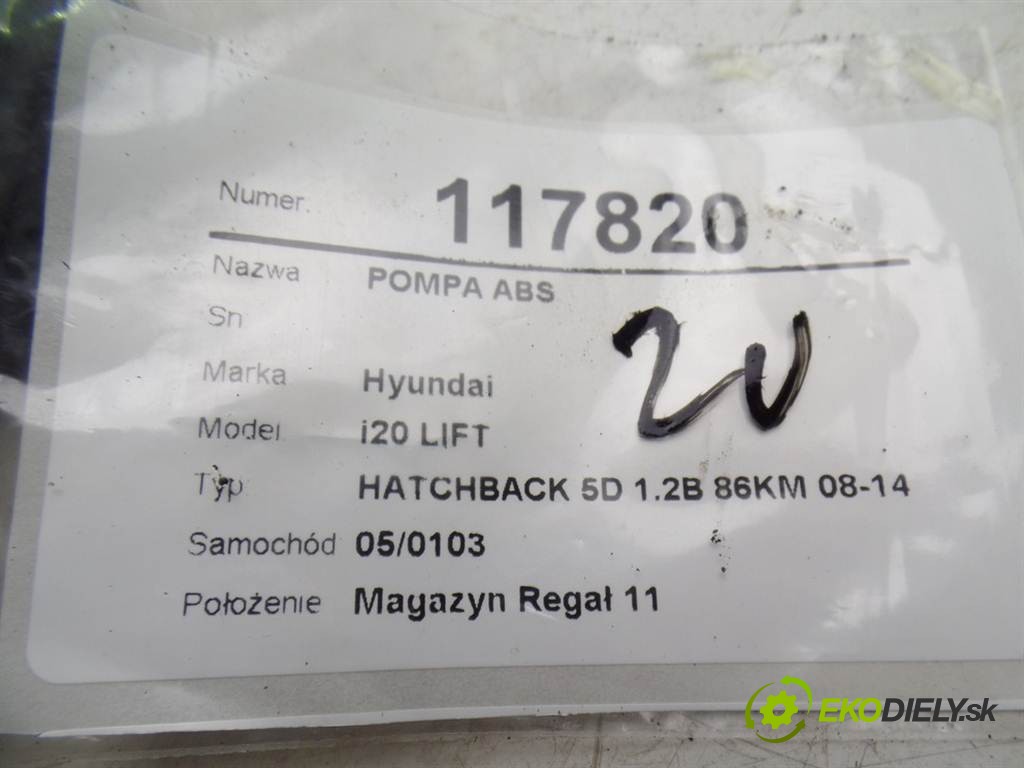 Numer. 117820
Nazwa POMPA ABS
Sn
Marka Hyundai
Model i20 LIFT
Typ HATCHBACK 5D 1.2B 86KM 08-14
Samochód 05/0103
Położenie Magazyn Regał 11
EKODIELY.sk